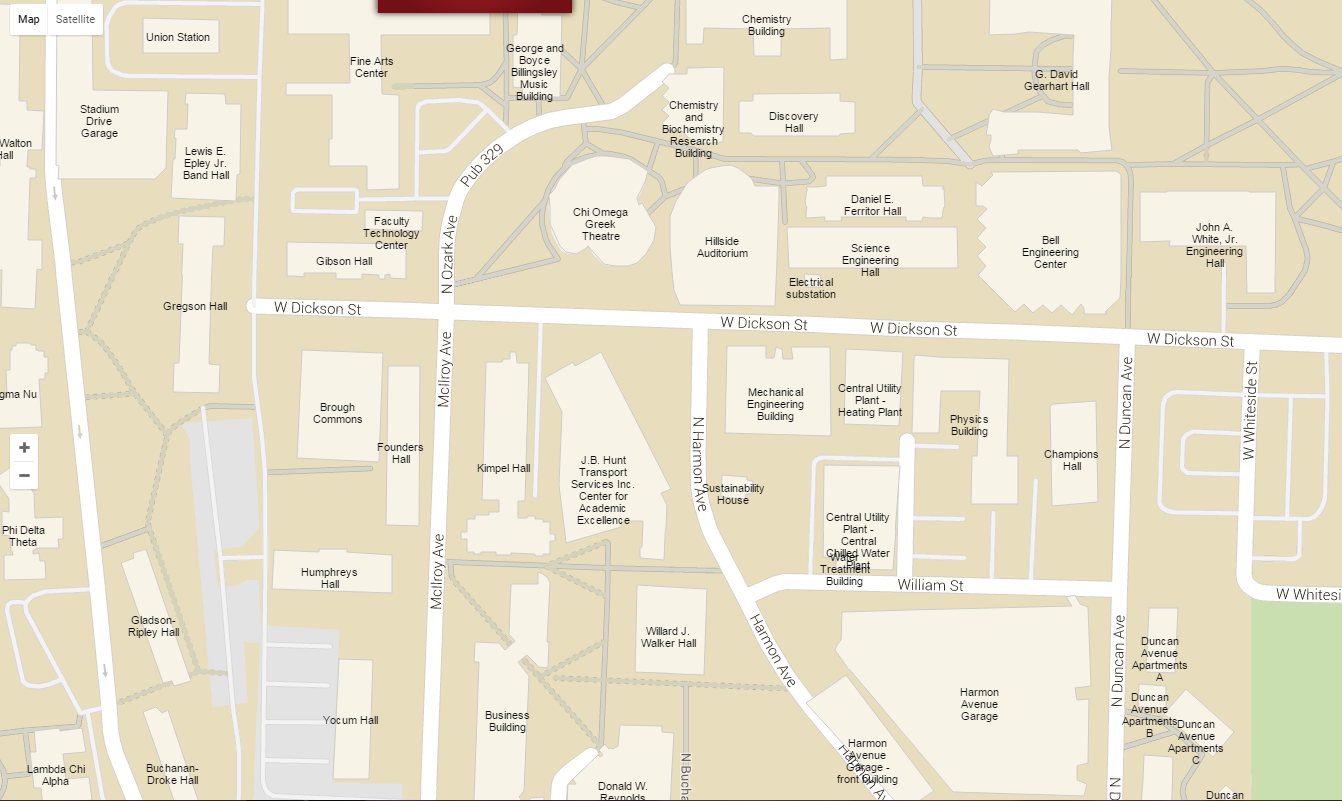 Map
Satellite
Union Station
Fine Arts
Center
George and
Boyce
Billingsley
Music
Building
Chemistry
Building
G. David
Gearhart Hall
Stadium
Drive
Garage
Walton
Hall
Lewis E.
Epley Jr.
Band Hall
Chemistry
and
Biochemistry
Research
Building
Discovery
Hall
Pub 329
Faculty
Technology
Center
Gibson Hall
N Ozark Ave
Chi Omega
Greek
Theatre
Hillside
Auditorium
Daniel E.
Ferritor Hall
Science
Engineering
Hall
Electrical
substation
Bell
Engineering
Center
John A.
White, Jr.
Engineering
Hall
Gregson Hall
W Dickson St
W Dickson St
W Dickson St
W Dickson St
McIlroy Ave
gma Nu
Brough
Commons
Founders
Hall
Kimpel Hall
J.B. Hunt
Transport
Services Inc.
Center for
Academic
Excellence
N Harmon Ave
Mechanical
Engineering
Building
Central Utility
Plant -
Heating Plant
Physics
Building
Champions
Hall
N Duncan Ave
W Whiteside St
Sustainability
House
Central Utility
Plant -
Central
Chilled Water
Plant
Water
Treatment
Building
William St
W Whitesi
Phi Delta
Theta
Humphreys
Hall
McIlroy Ave
Gladson-
Ripley Hall
Willard J.
Walker Hall
Harmon Ave
Harmon
Avenue
Garage
N Duncan Ave
Duncan
Avenue
Apartments
A
Duncan
Avenue
Apartments
B
Duncan
Avenue
Apartments
C
Yocum Hall
Business
Building
Harmon
Avenue
Garage -
front building
Harmon Av
Lambda Chi
Alpha
Buchanan-
Droke Hall
Donald W.
Reynolds
N Bucha
N D
Duncan